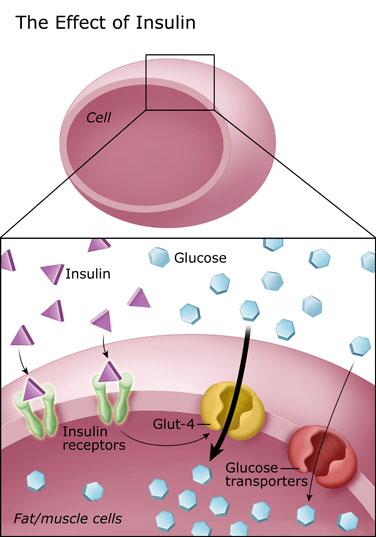 The Effect of Insulin
Cell
Insulin
Glucose
Glut-4
Insulin
receptors
Glucose
transporters
Fat/muscle cells